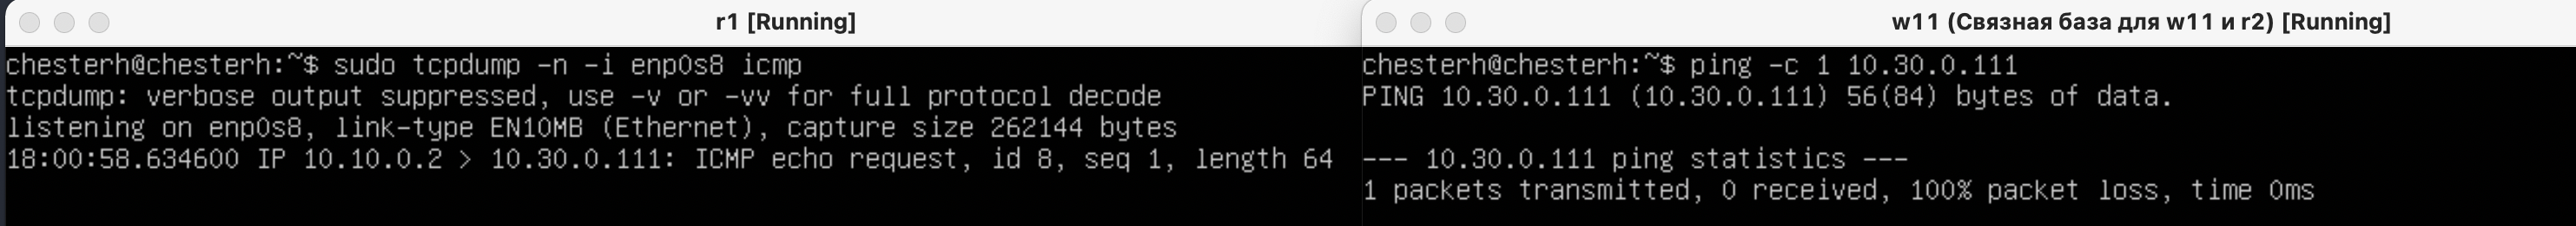 r1 [Running]
chesterh@chesterh:~$ sudo tcpdump -n -i enp0s8 icmp
tcpdump: verbose output suppressed, use -v or -vv for full protocol decode
listening on enp0s8, link-type EN10MB (Ethernet), capture size 262144 bytes
18:00:58.634600 IP 10.10.0.2 > 10.30.0.111: ICMP echo request, id 8, seq 1, length 64
w11 (Связная база для w11 и r2) [Running]
chesterh@chesterh:~$ ping -c 1 10.30.0.111
PING 10.30.0.111 (10.30.0.111) 56(84) bytes of data.
--- 10.30.0.111 ping statistics ---
1 packets transmitted, 0 received, 100% packet loss, time 0ms